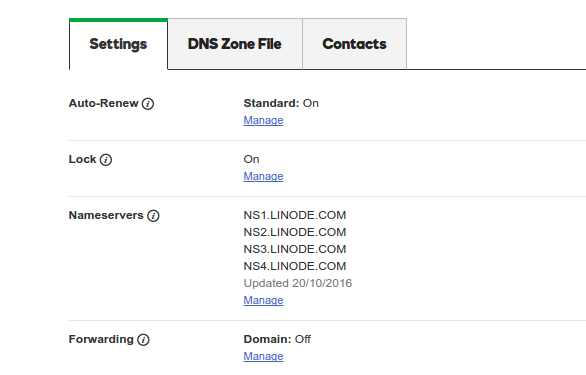 Settings
DNS Zone File
Contacts
Auto-Renew
Standard: On
Manage
Lock
On
Manage
Nameservers
NS1.LINODE.COM
NS2.LINODE.COM
NS3.LINODE.COM
NS4.LINODE.COM
Updated 20/10/2016
Manage
Forwarding
Domain: Off
Manage